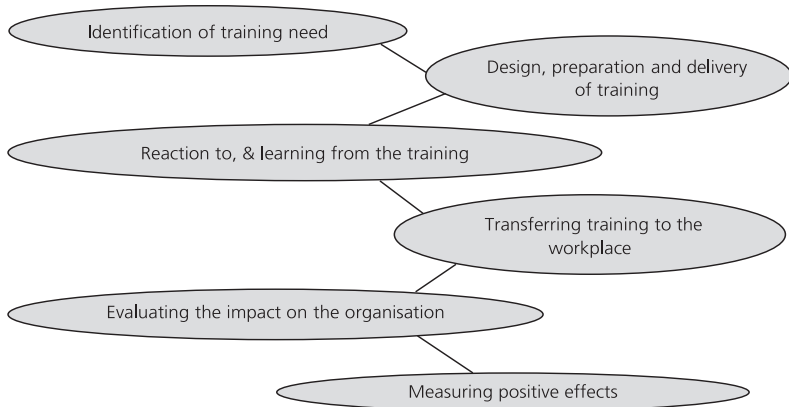 Identification of training need
Design, preparation and delivery
of training
Reaction to, & learning from the training
Transferring training to the
workplace
Evaluating the impact on the organisation
Measuring positive effects